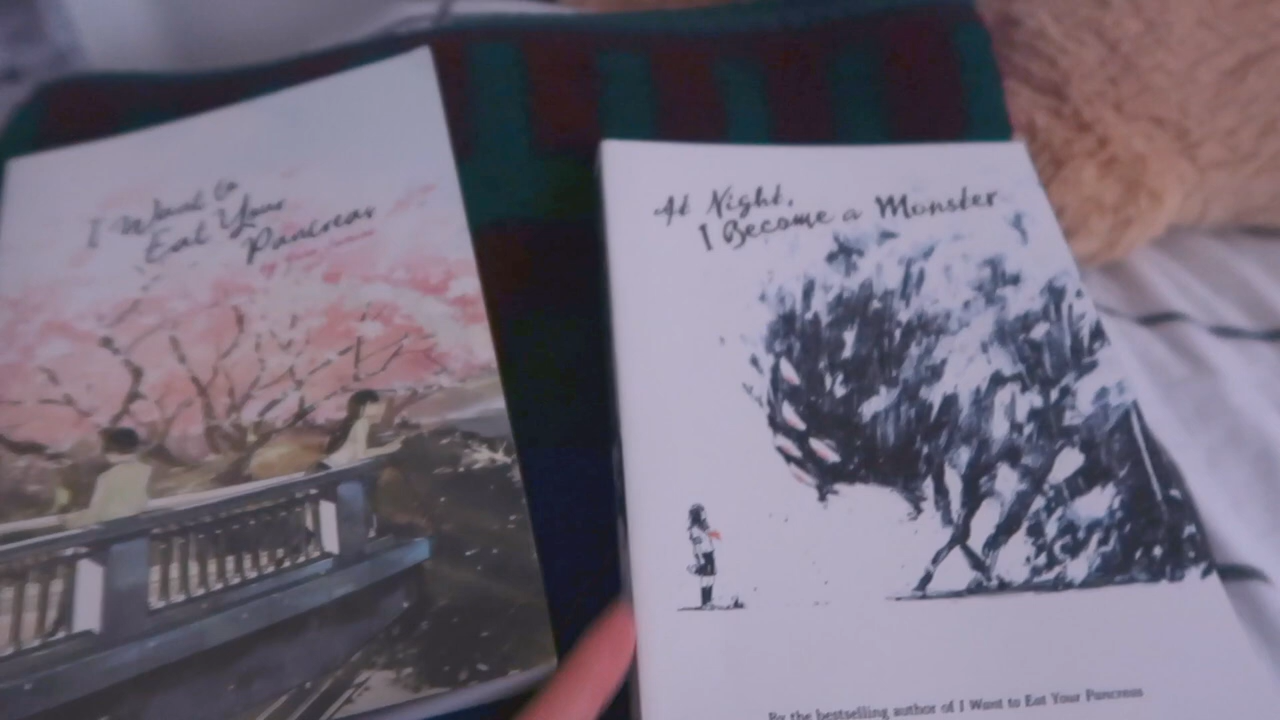 I Want to
Eat Your
Pancreas
At Night,
I Become a Monster
By the bestselling author of I Want to Eat Your Pancreas